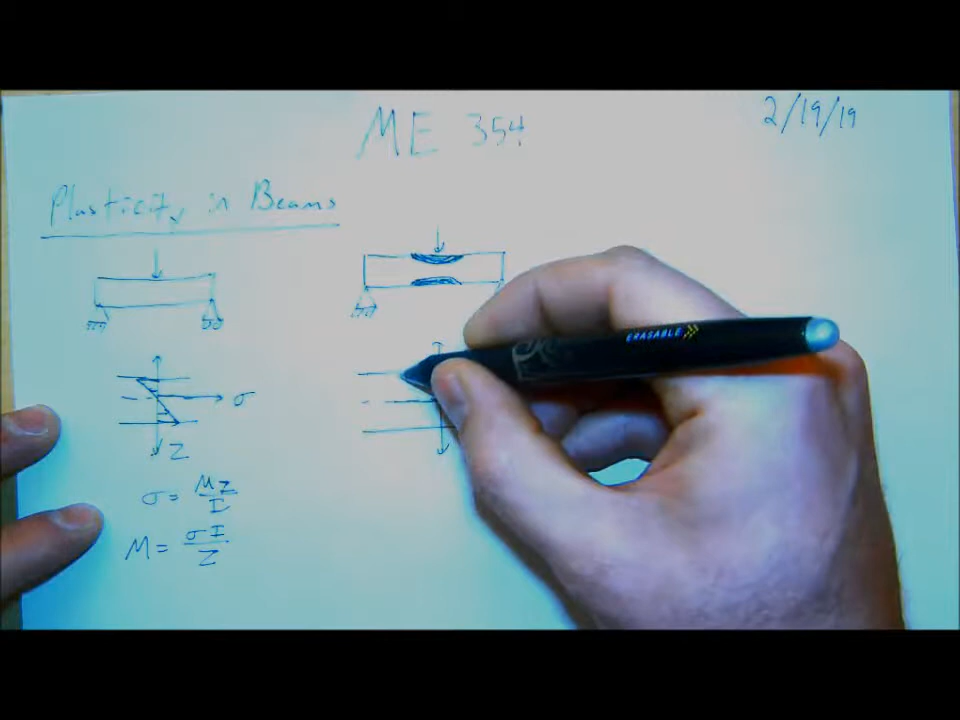 ME 354
2/19/19
Plasticity in Beams
σ
Z
σ = Mz/I
M = σI/z
ERASABLE